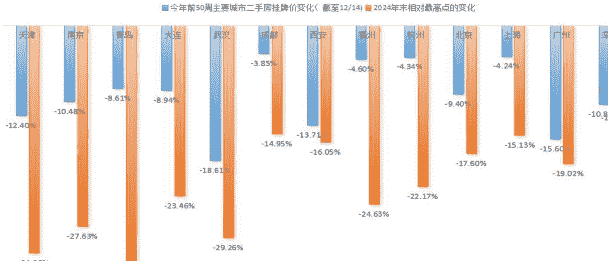 今年前50周主要城市二手房挂牌价变化（截至12/14） 2024年末相对最高点的变化
天津 南京 青岛 大连 武汉 成都 西安 杭州 北京 上海 广州
-3.85%
-4.60% -4.34% -4.24%
-8.61% -8.94% -9.40%
-12.40% -10.48% -13.71% -15.60%
-18.61% -14.95% -16.05% -17.60% -15.13% -19.02%
-23.46% -24.63% -22.17%
-27.63% -29.26%